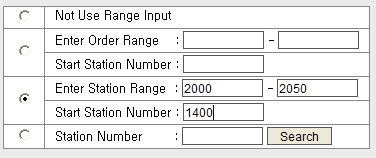 Not Use Range Input
Enter Order Range : -
Start Station Number :
Enter Station Range : 2000 - 2050
Start Station Number : 1400
Station Number : Search